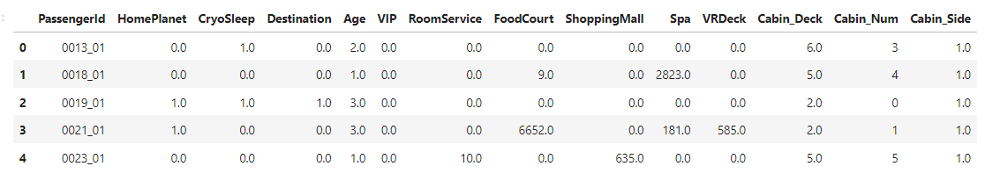 PassengerId HomePlanet CryoSleep Destination Age VIP RoomService FoodCourt ShoppingMall Spa VRDeck Cabin_Deck Cabin_Num Cabin_Side
0 0013_01 0.0 1.0 0.0 2.0 0.0 0.0 0.0 0.0 0.0 0.0 6.0 3 1.0
1 0018_01 0.0 0.0 0.0 1.0 0.0 0.0 9.0 0.0 2823.0 0.0 5.0 4 1.0
2 0019_01 1.0 1.0 1.0 3.0 0.0 0.0 0.0 0.0 0.0 0.0 2.0 0 1.0
3 0021_01 1.0 0.0 0.0 3.0 0.0 0.0 6652.0 0.0 181.0 585.0 2.0 1 1.0
4 0023_01 0.0 0.0 0.0 1.0 0.0 10.0 0.0 635.0 0.0 0.0 5.0 5 1.0